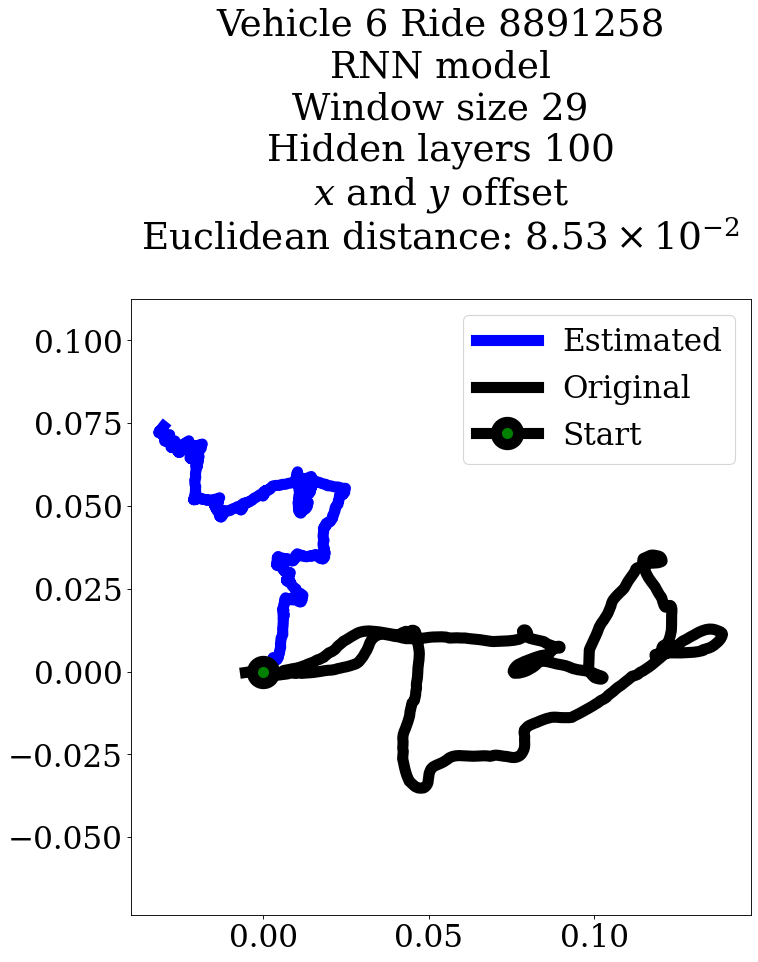 Vehicle 6 Ride 8891258
RNN model
Window size 29
Hidden layers 100
x and y offset
Euclidean distance: 8.53 × 10⁻²
Estimated
Original
Start
0.100
0.075
0.050
0.025
0.000
−0.025
−0.050
0.00 0.05 0.10